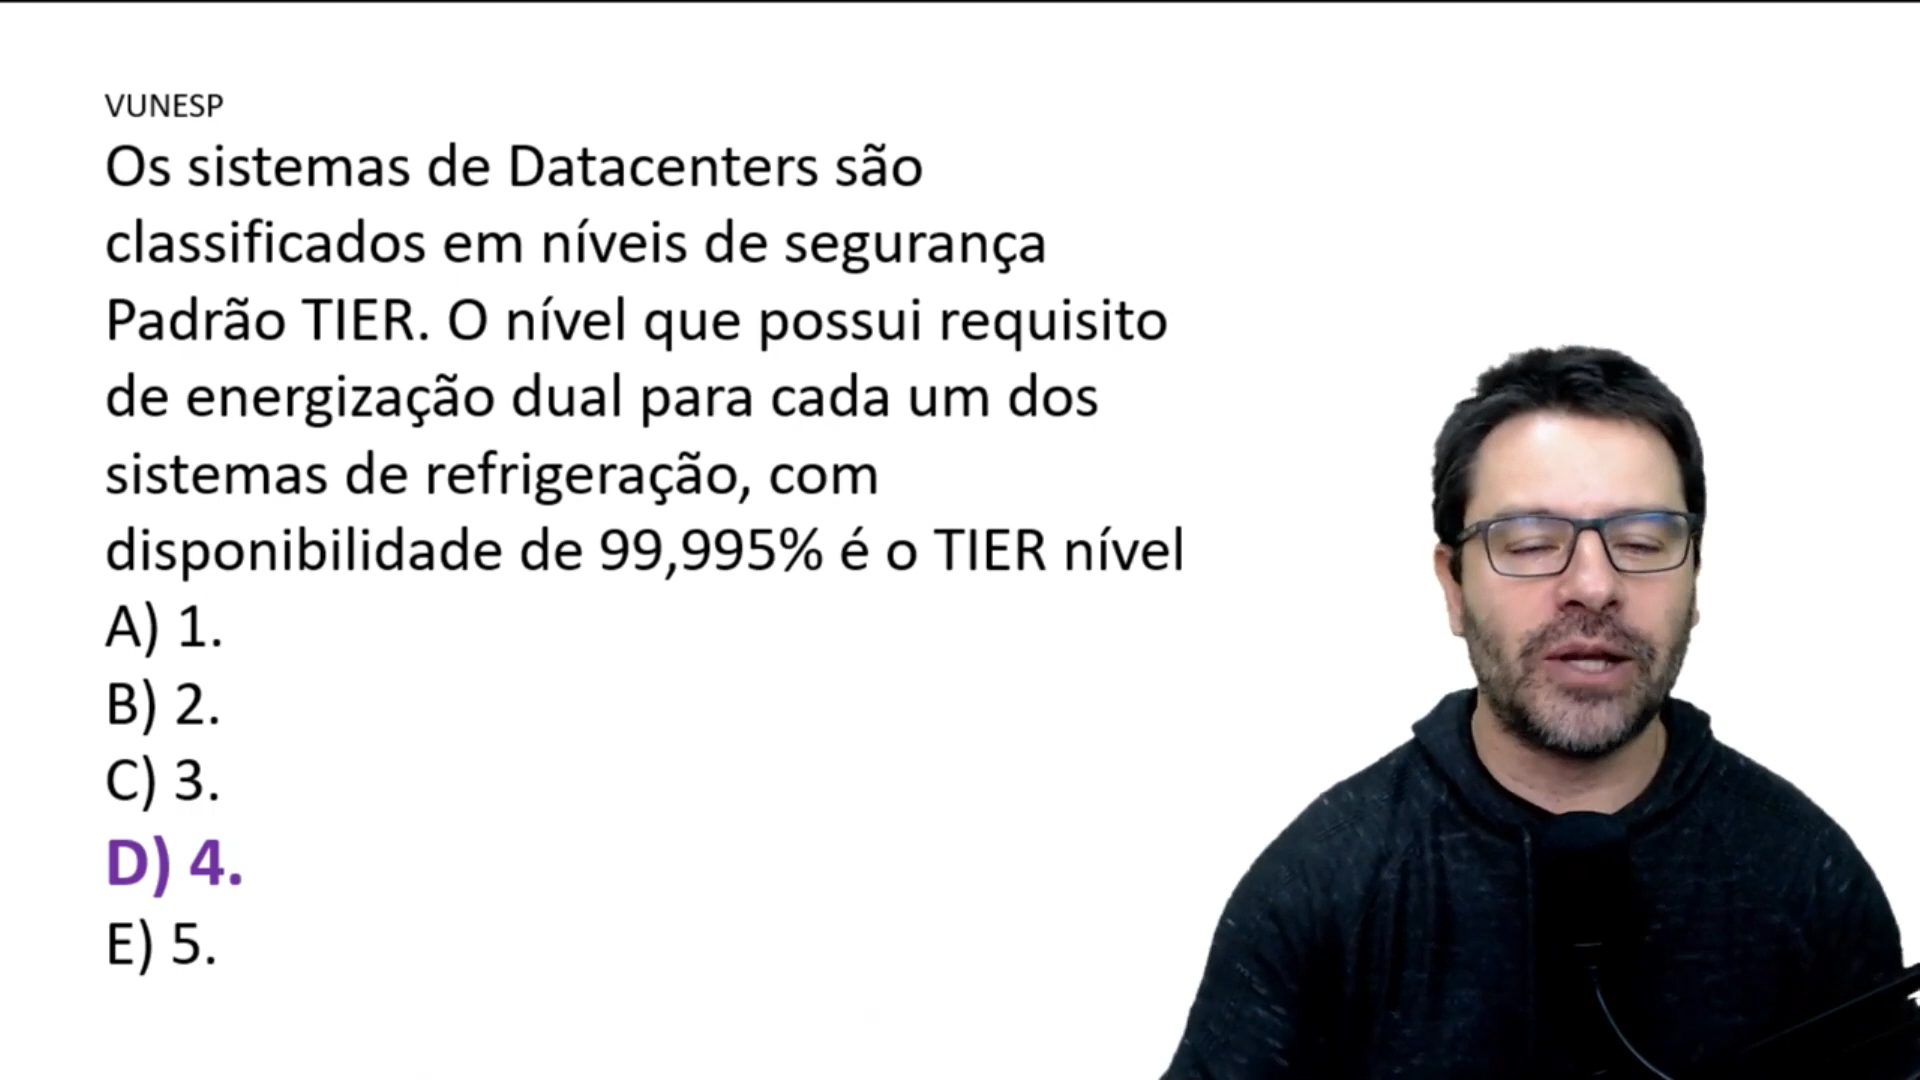 VUNESP
Os sistemas de Datacenters são
classificados em níveis de segurança
Padrão TIER. O nível que possui requisito
de energização dual para cada um dos
sistemas de refrigeração, com
disponibilidade de 99,995% é o TIER nível
A) 1.
B) 2.
C) 3.
D) 4.
E) 5.